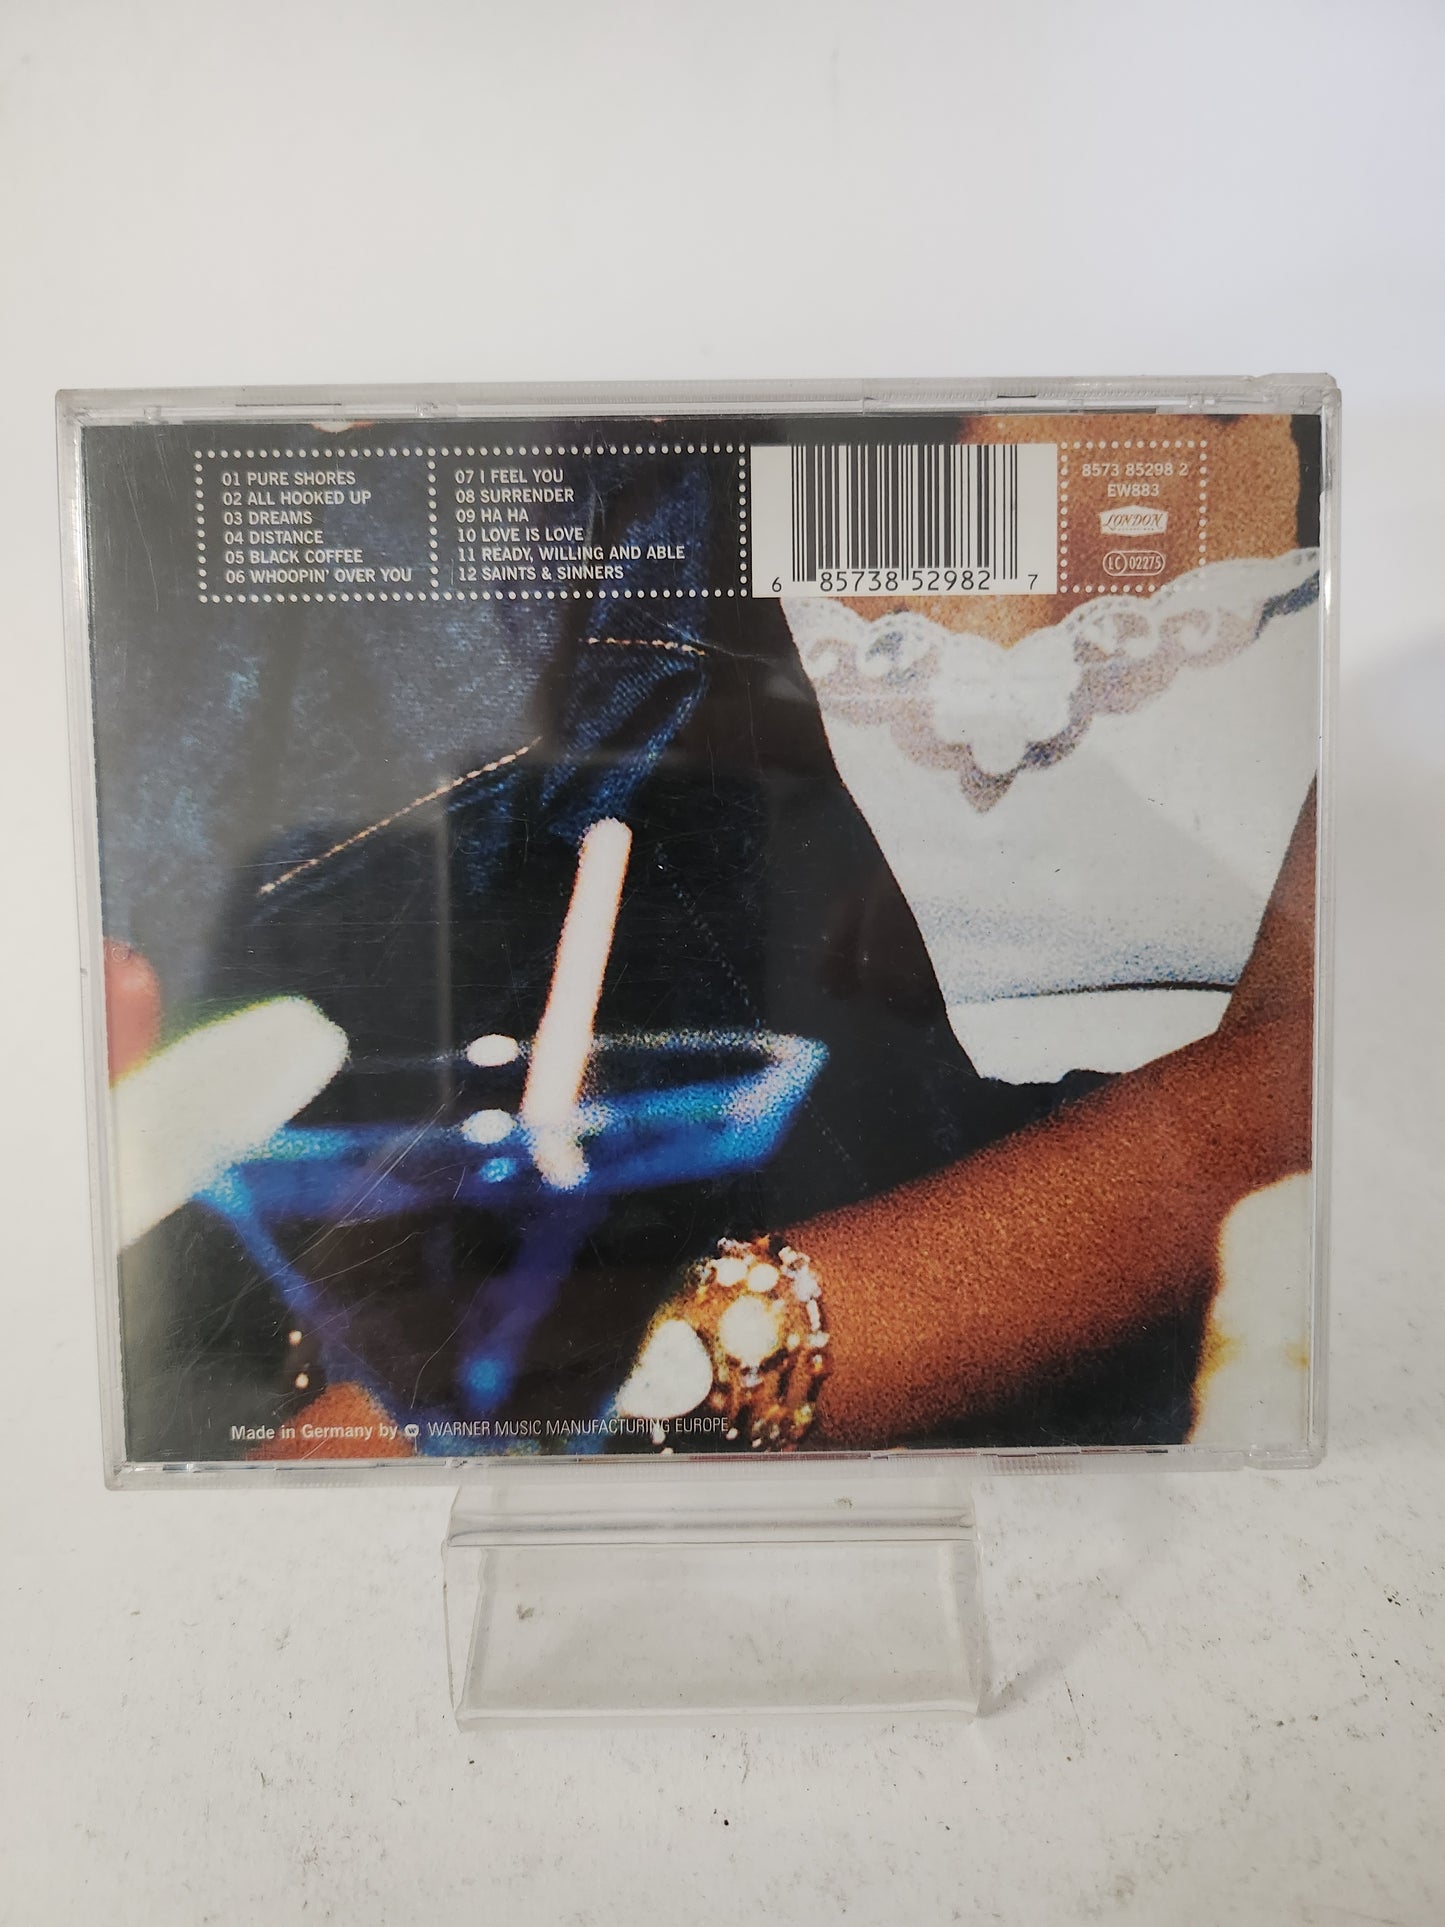 01 PURE SHORES
02 ALL HOOKED UP
03 DREAMS
04 DISTANCE
05 BLACK COFFEE
06 WHOOPIN' OVER YOU
07 I FEEL YOU
08 SURRENDER
09 HA HA
10 LOVE IS LOVE
11 READY, WILLING AND ABLE
12 SAINTS & SINNERS
6 85738 52982 7
8573 85298 2
EW883
LONDON
LC 02275
Made in Germany by W WARNER MUSIC MANUFACTURING EUROPE